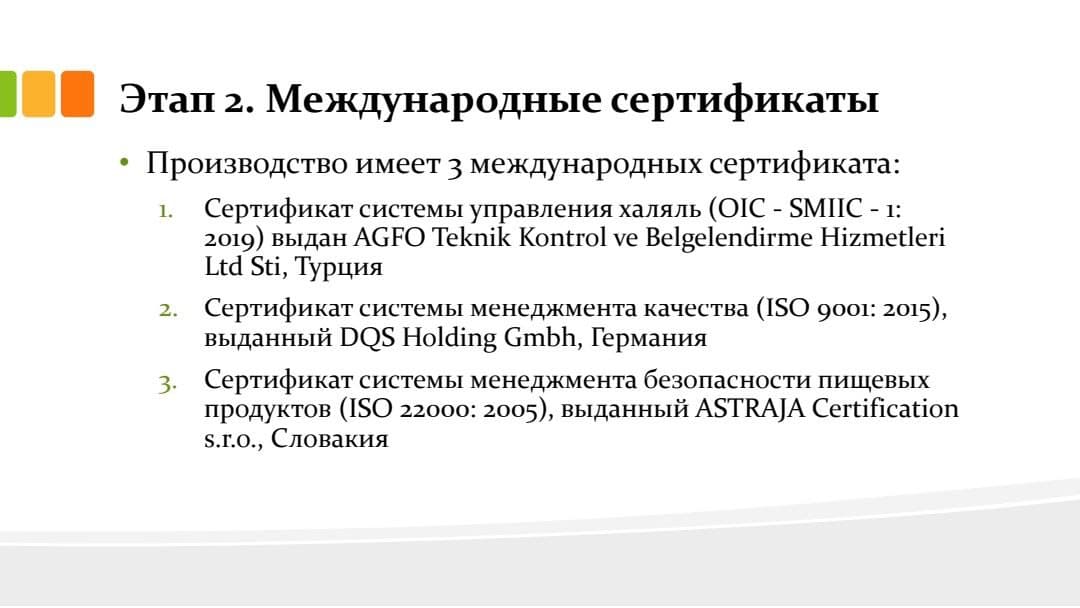 Этап 2. Международные сертификаты
• Производство имеет 3 международных сертификата:
1. Сертификат системы управления халяль (OIC - SMIIC - 1:
2019) выдан AGFO Teknik Kontrol ve Belgelendirme Hizmetleri
Ltd Sti, Турция
2. Сертификат системы менеджмента качества (ISO 9001: 2015),
выданный DQS Holding Gmbh, Германия
3. Сертификат системы менеджмента безопасности пищевых
продуктов (ISO 22000: 2005), выданный ASTRAJA Certification
s.r.o., Словакия